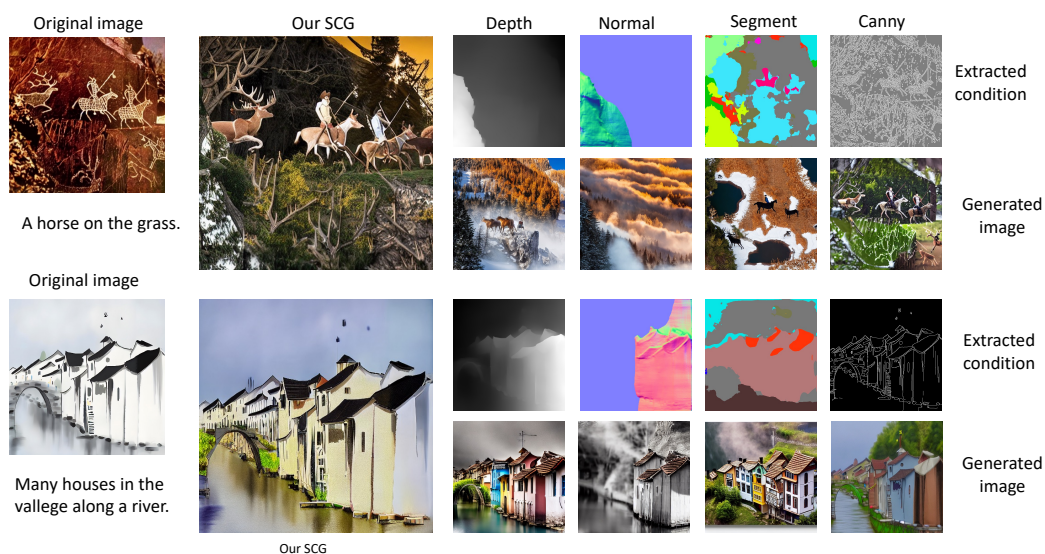 Original image
Our SCG
Depth
Normal
Segment
Canny
Extracted
condition
A horse on the grass.
Generated
image
Original image
Extracted
condition
Many houses in the
vallege along a river.
Generated
image
Our SCG